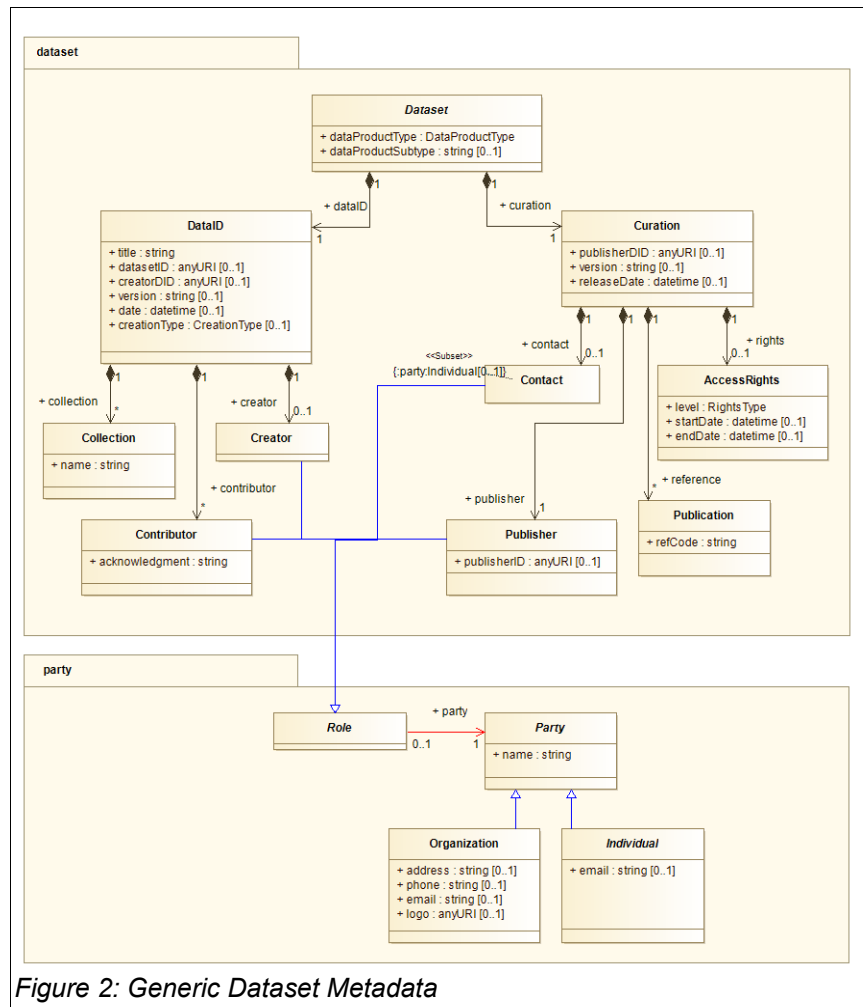 dataset
Dataset
+ dataProductType : DataProductType
+ dataProductSubtype : string [0..1]
1
1
+ dataID
+ curation
1
1
DataID
+ title : string
+ datasetID : anyURI [0..1]
+ creatorDID : anyURI [0..1]
+ version : string [0..1]
+ date : datetime [0..1]
+ creationType : CreationType [0..1]
Curation
+ publisherDID : anyURI [0..1]
+ version : string [0..1]
+ releaseDate : datetime [0..1]
1
1
1
1
1
1
1
+ collection
*
+ creator
0..1
+ contributor
*
<<Subset>>
{:party:Individual[0..1]}
+ contact
0..1
+ rights
0..1
Contact
AccessRights
+ level : RightsType
+ startDate : datetime [0..1]
+ endDate : datetime [0..1]
Collection
+ name : string
Creator
+ publisher
1
+ reference
*
Contributor
+ acknowledgment : string
Publisher
+ publisherID : anyURI [0..1]
Publication
+ refCode : string
party
Role
+ party
0..1
1
Party
+ name : string
Organization
+ address : string [0..1]
+ phone : string [0..1]
+ email : string [0..1]
+ logo : anyURI [0..1]
Individual
+ email : string [0..1]
Figure 2: Generic Dataset Metadata